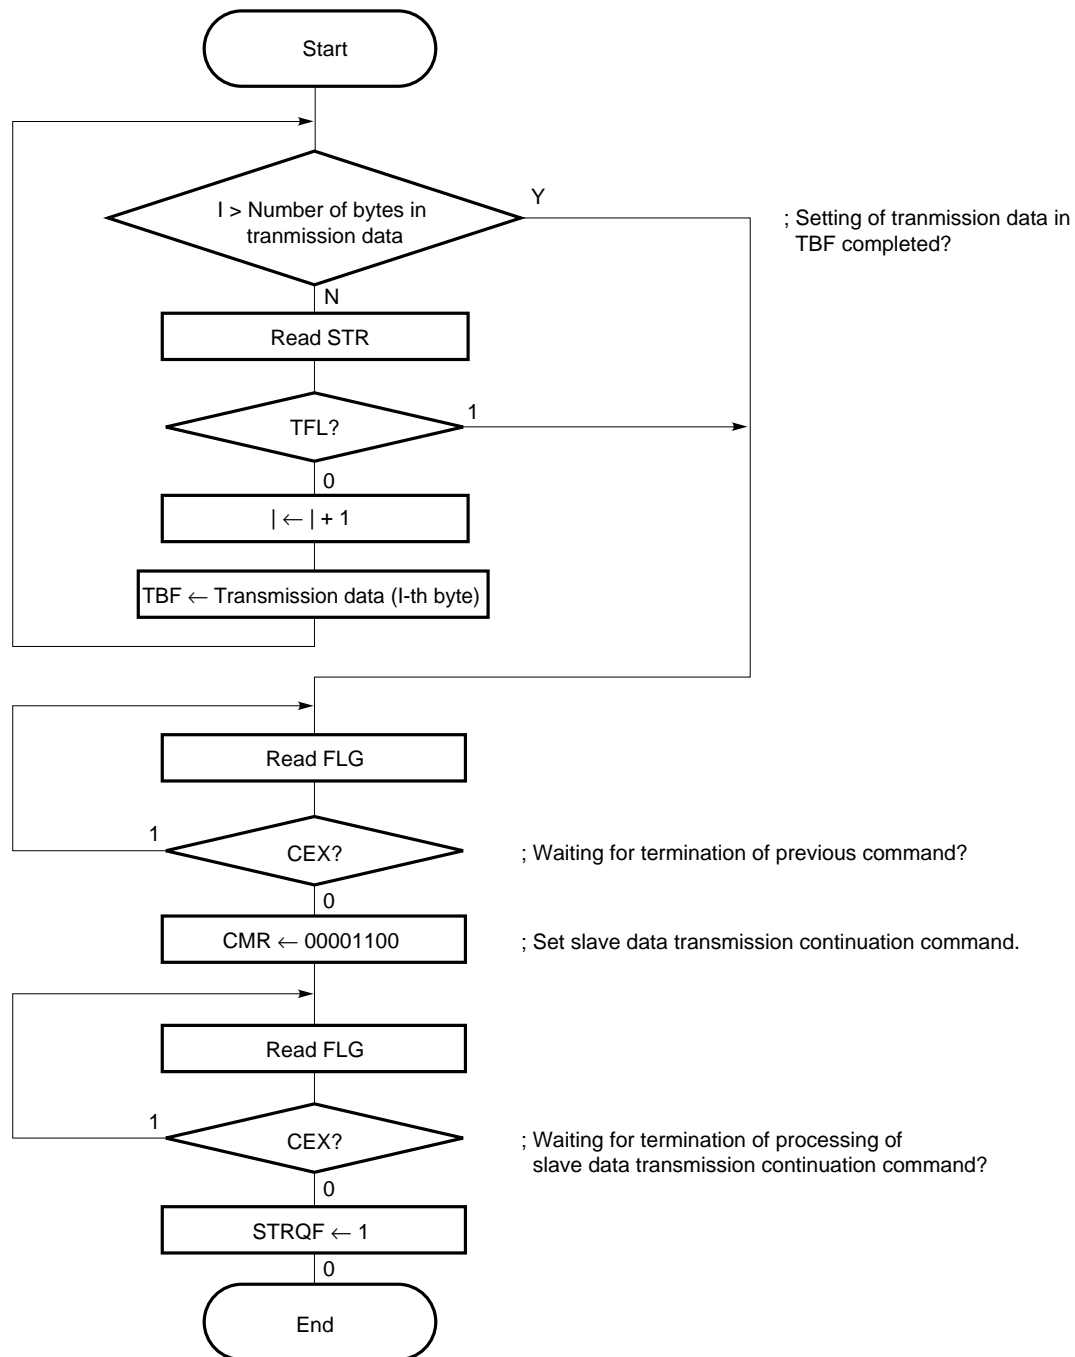 Start
I > Number of bytes in
tranmission data
Y
; Setting of tranmission data in
TBF completed?
N
Read STR
TFL?
1
0
| ← | + 1
TBF ← Transmission data (I-th byte)
Read FLG
1
CEX?
; Waiting for termination of previous command?
0
CMR ← 00001100
; Set slave data transmission continuation command.
Read FLG
1
CEX?
; Waiting for termination of processing of
slave data transmission continuation command?
0
STRQF ← 1
0
End